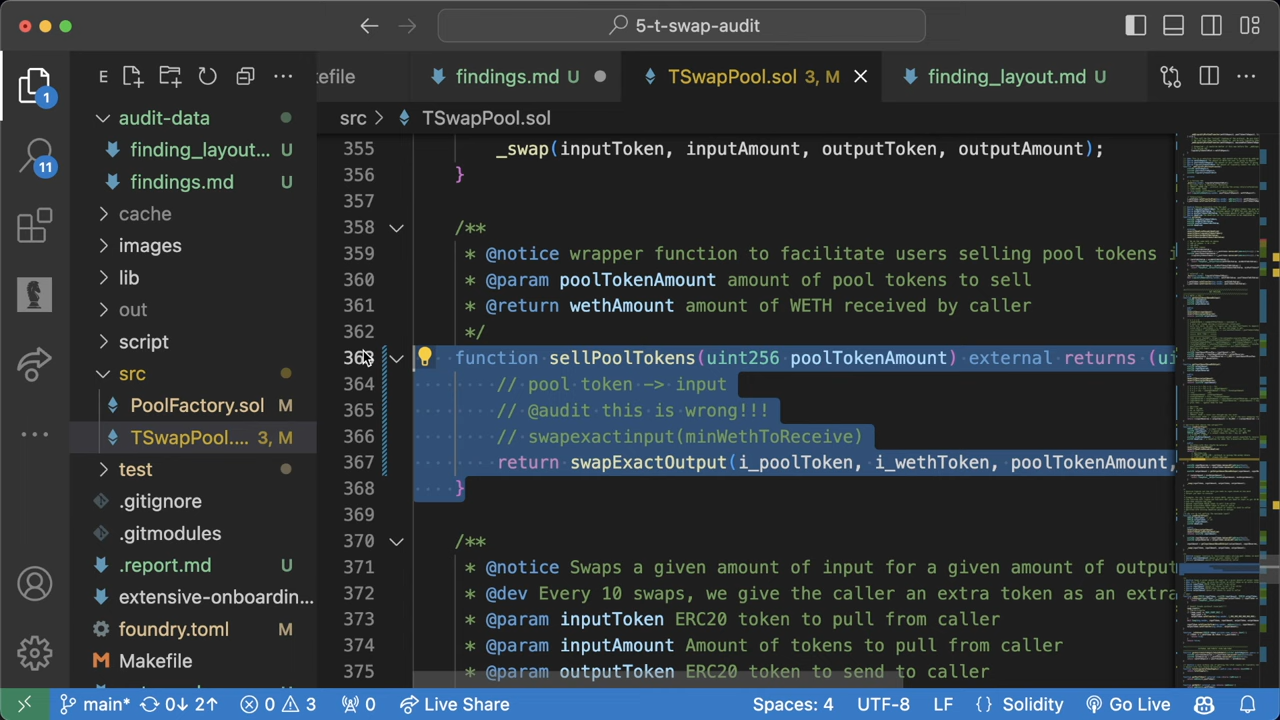 5-t-swap-audit
E
efile
findings.md U
TSwapPool.sol 3, M
finding_layout.md U
src > TSwapPool.sol
1
11
audit-data
finding_layout... U
findings.md U
cache
images
lib
out
script
src
PoolFactory.sol M
TSwapPool.... 3, M
test
.gitignore
.gitmodules
.report.md U
extensive-onboardin...
foundry.toml M
Makefile
355 _swap(inputToken, inputAmount, outputToken, outputAmount);
356 }
357
358 /**
359 * @notice wrapper function to facilitate users selling pool tokens i
360 * @param poolTokenAmount amount of pool tokens to sell
361 * @return wethAmount amount of WETH received by caller
362 */
363 function sellPoolTokens(uint256 poolTokenAmount) external returns (ui
364 // pool token -> input
365 // @audit this is wrong!!!
366 // swapexactinput(minWethToReceive)
367 return swapExactOutput(i_poolToken, i_wethToken, poolTokenAmount,
368 }
369
370 /**
371 * @notice Swaps a given amount of input for a given amount of output
372 * Every 10 swaps, we give the caller an extra token as an extra
373 * @param inputToken ERC20 token to pull from caller
374 * @param inputAmount Amount of tokens to pull from caller
375 * @param outputToken ERC20 token to send to caller
main* 0↓ 2↑ 0 3 0 Live Share Spaces: 4 UTF-8 LF {} Solidity Go Live